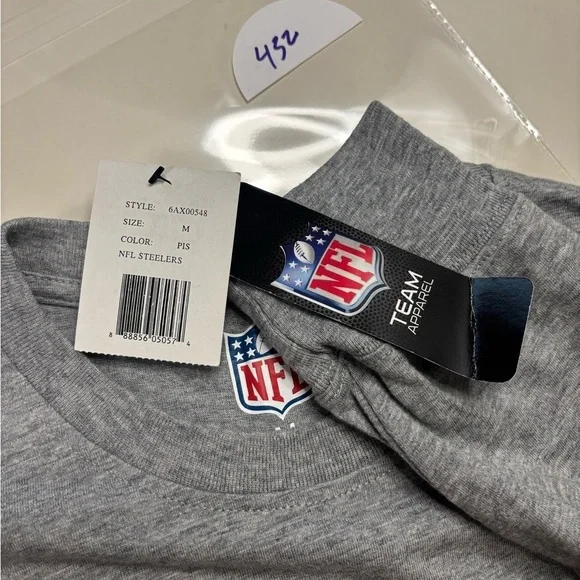 432
STYLE: 6AX00548
SIZE: M
COLOR: PIS
NFL STEELERS
8 88856 05057 4
NFL
TEAM
APPAREL
NFL